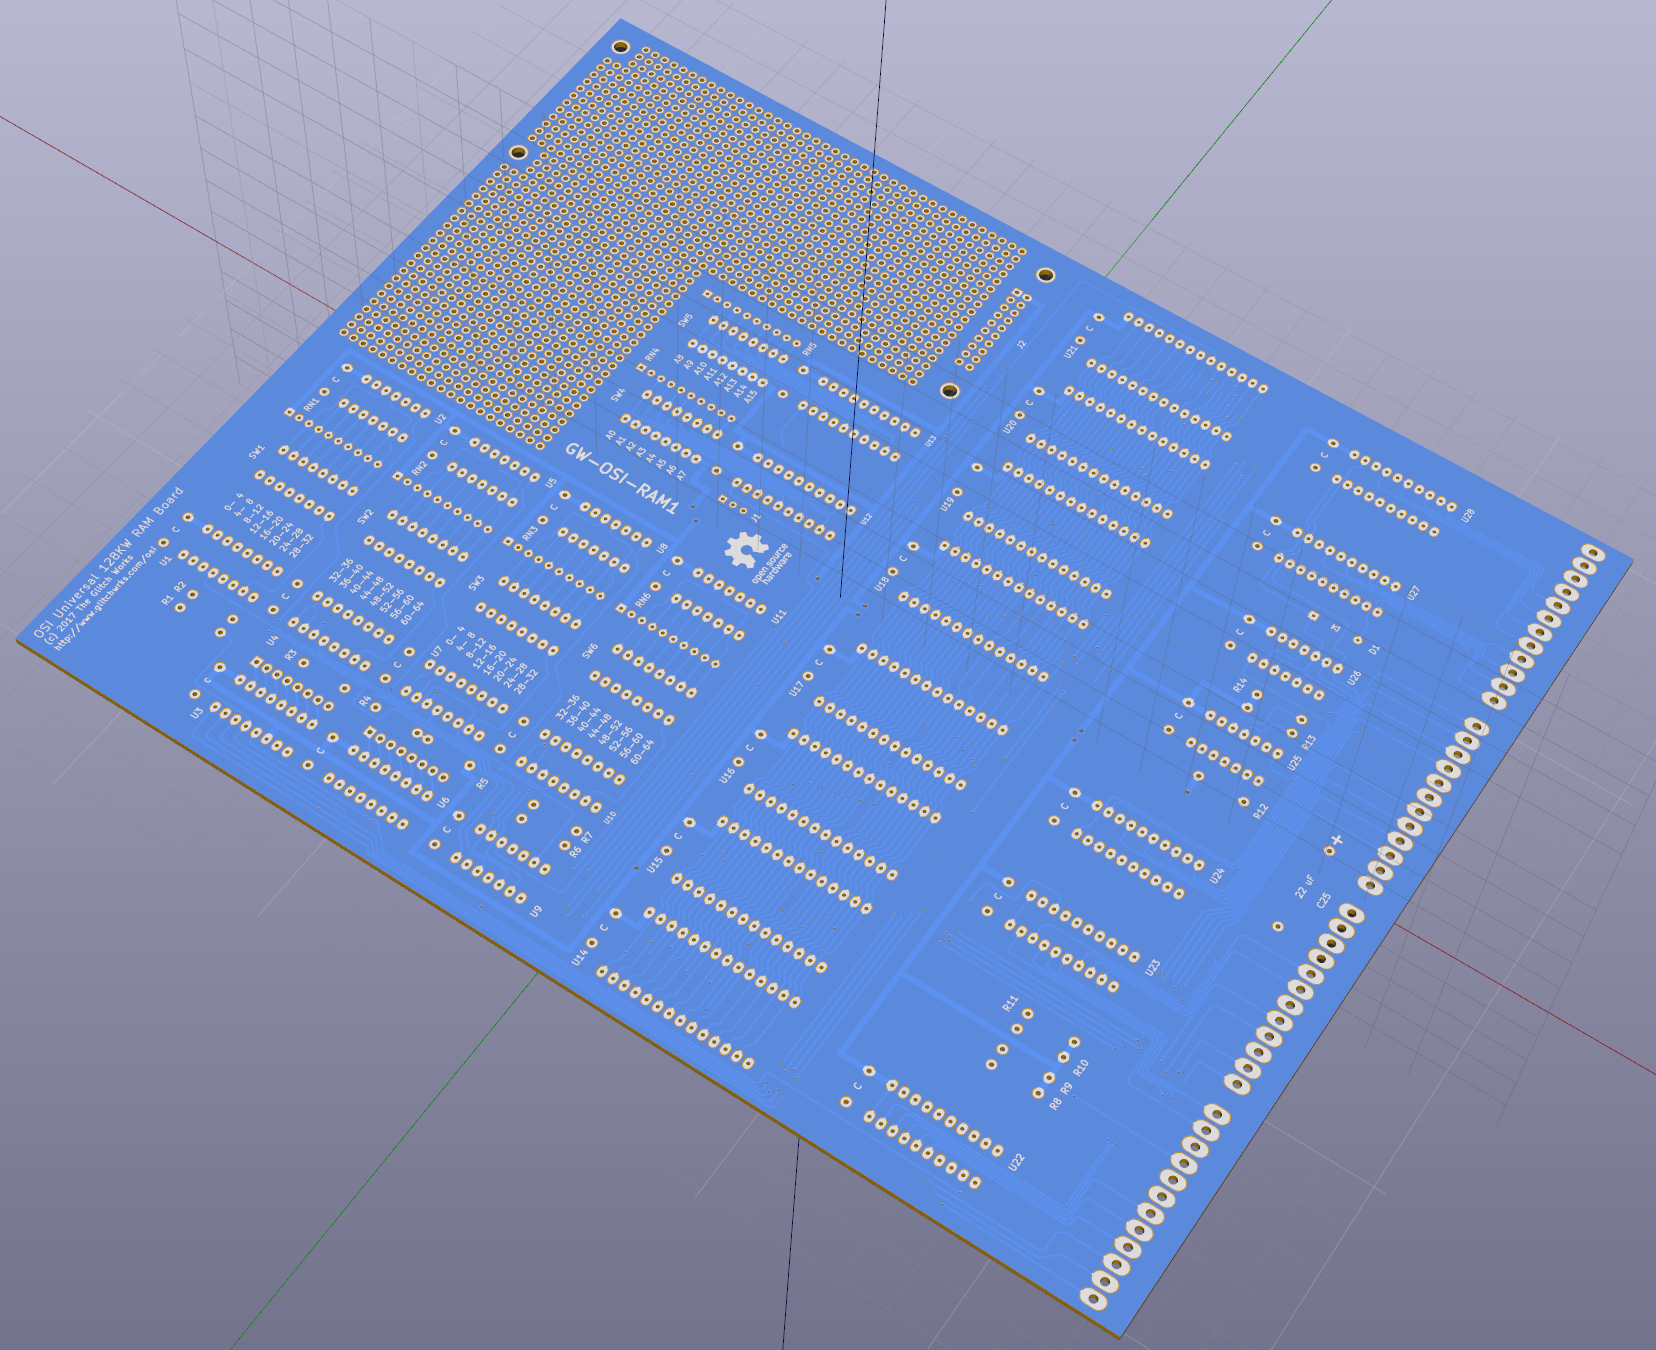 OSI Universal 128KW RAM Board
(c) 2017 The Glitch Works
http://www.glitchwrks.com/osi
GW-OSI-RAM1
open source
hardware
RN1
C
U2
SW1
0- 4
4- 8
8-12
12-16
16-20
20-24
24-28
28-32
RN2
C
U5
SW2
32-36
36-40
40-44
44-48
48-52
52-56
56-60
60-64
RN3
C
U8
SW3
0- 4
4- 8
8-12
12-16
16-20
20-24
24-28
28-32
RN6
C
U11
SW6
32-36
36-40
40-44
44-48
48-52
52-56
56-60
60-64
SW5
RN5
A8
A9
A10
A11
A12
A13
A14
A15
U13
RN4
SW4
A0
A1
A2
A3
A4
A5
A6
A7
U12
J2
C
U1
R1 R2
C
U4
C
U7
C
U10
R3
R4
R5
C
U3
C
U6
R6 R7
C
U9
C
U21
C
U20
U19
C
U18
C
U17
C
U16
C
U15
C
U14
C
U28
C
U27
D1
C
U26
R14
C
U25
R13
R12
C
U24
+
22 uF
C25
C
U23
R11
R10
R9
R8
C
U22